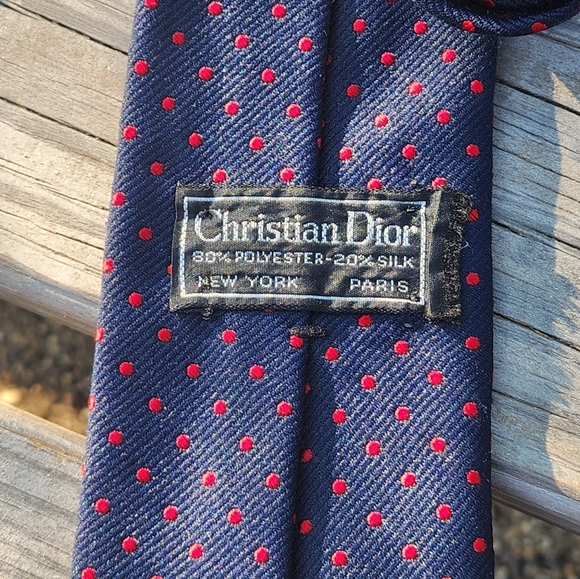 Christian Dior
80% POLYESTER-20% SILK
NEW YORK PARIS